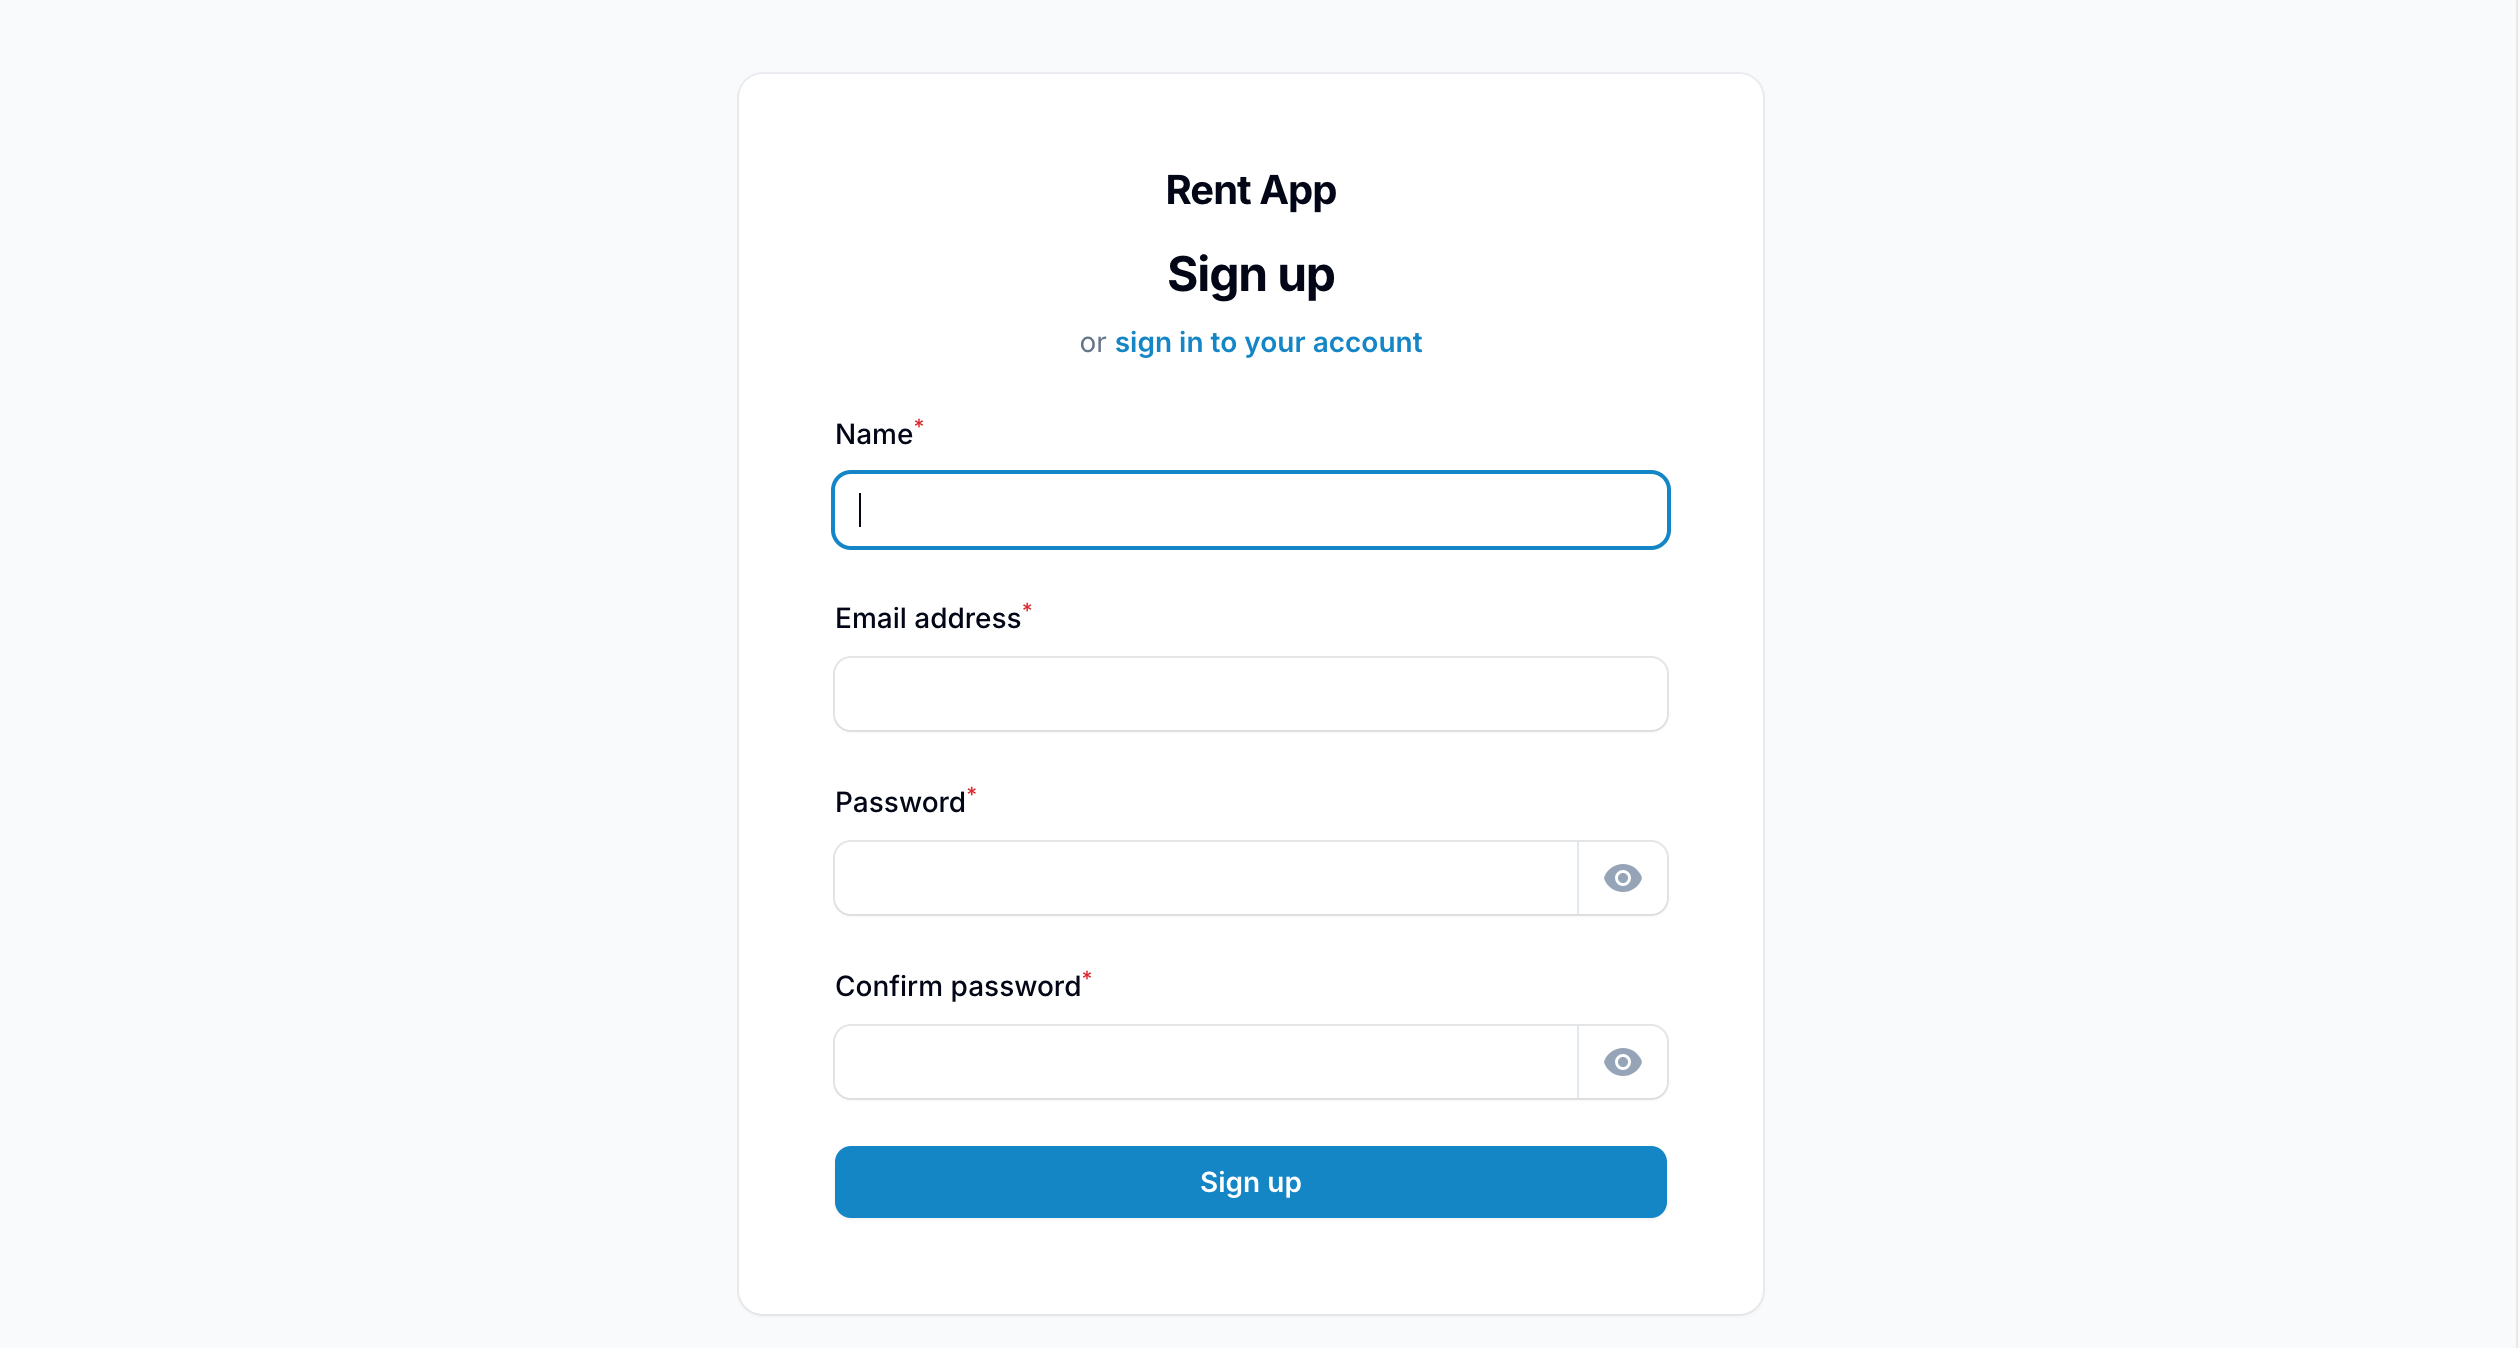 Rent App
Sign up
or sign in to your account
Name*
Email address*
Password*
Confirm password*
Sign up